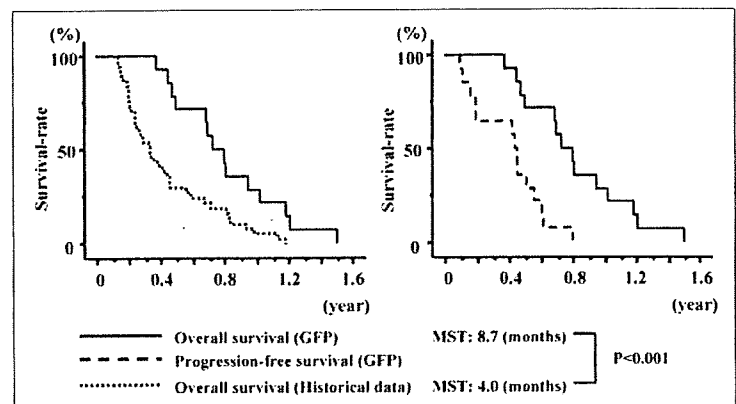 (%) (%)
100 100
50 50
0 0
Survival-rate Survival-rate
0 0.4 0.8 1.2 1.6 0 0.4 0.8 1.2 1.6
(year) (year)
Overall survival (GFP) MST: 8.7 (months)
Progression-free survival (GFP) P<0.001
Overall survival (Historical data) MST: 4.0 (months)